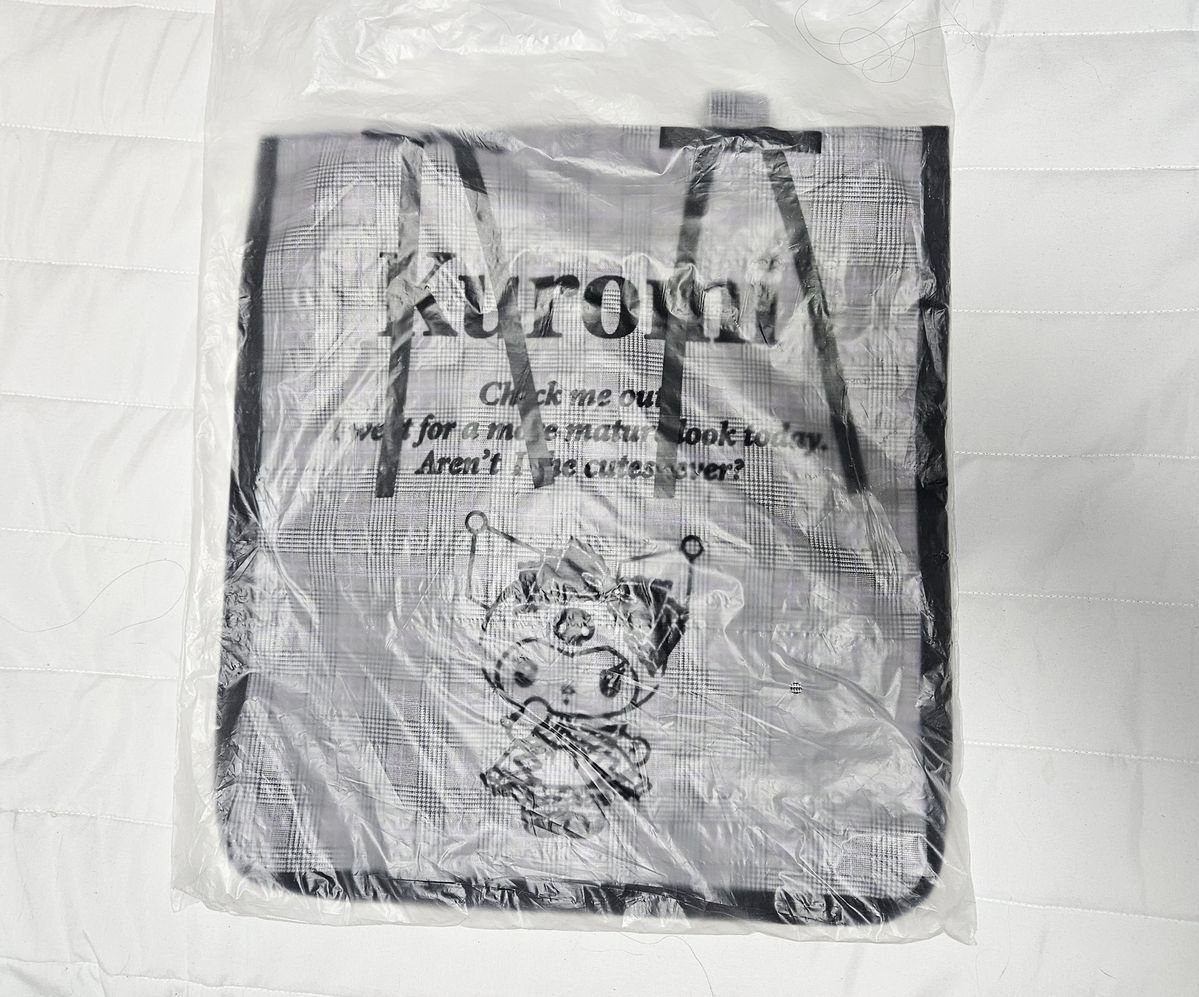 Kuromi
Check me out
I went for a more mature look today.
Aren't I the cutest ever?